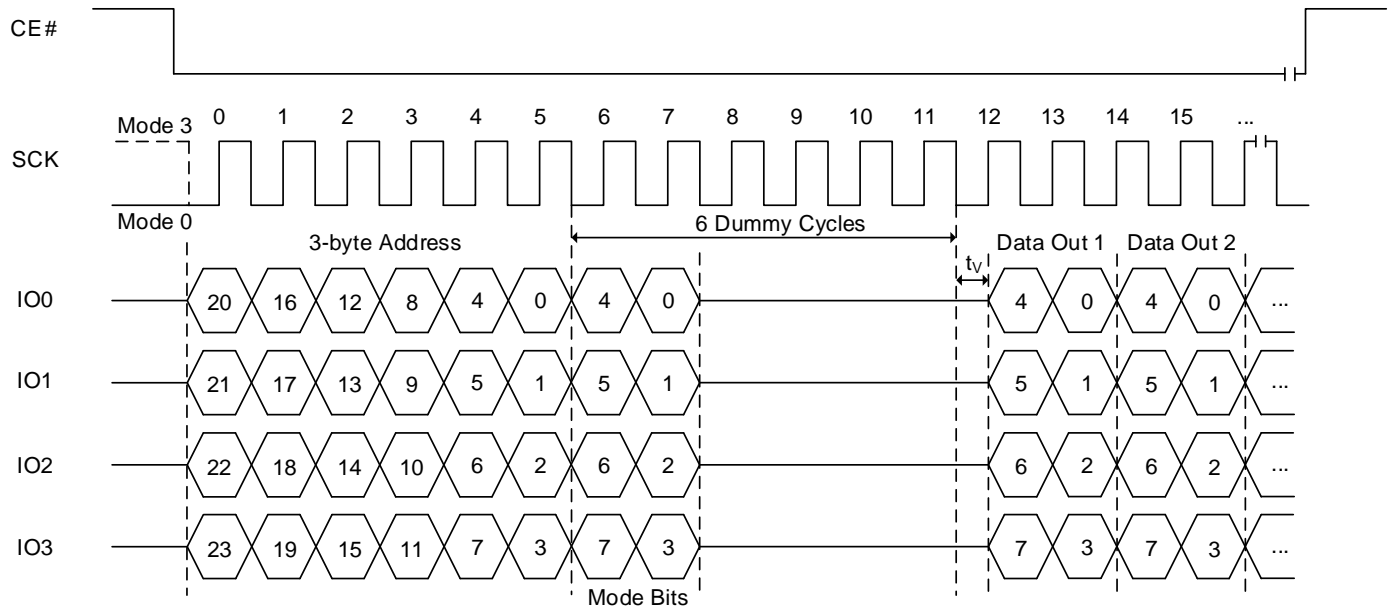 CE#
Mode 3 0 1 2 3 4 5 6 7 8 9 10 11 12 13 14 15 ...
SCK
Mode 0
6 Dummy Cycles
3-byte Address Data Out 1 Data Out 2
tV
IO0 20 16 12 8 4 0 4 0 4 0 4 0 ...
IO1 21 17 13 9 5 1 5 1 5 1 5 1 ...
IO2 22 18 14 10 6 2 6 2 6 2 6 2 ...
IO3 23 19 15 11 7 3 7 3 7 3 7 3 ...
Mode Bits